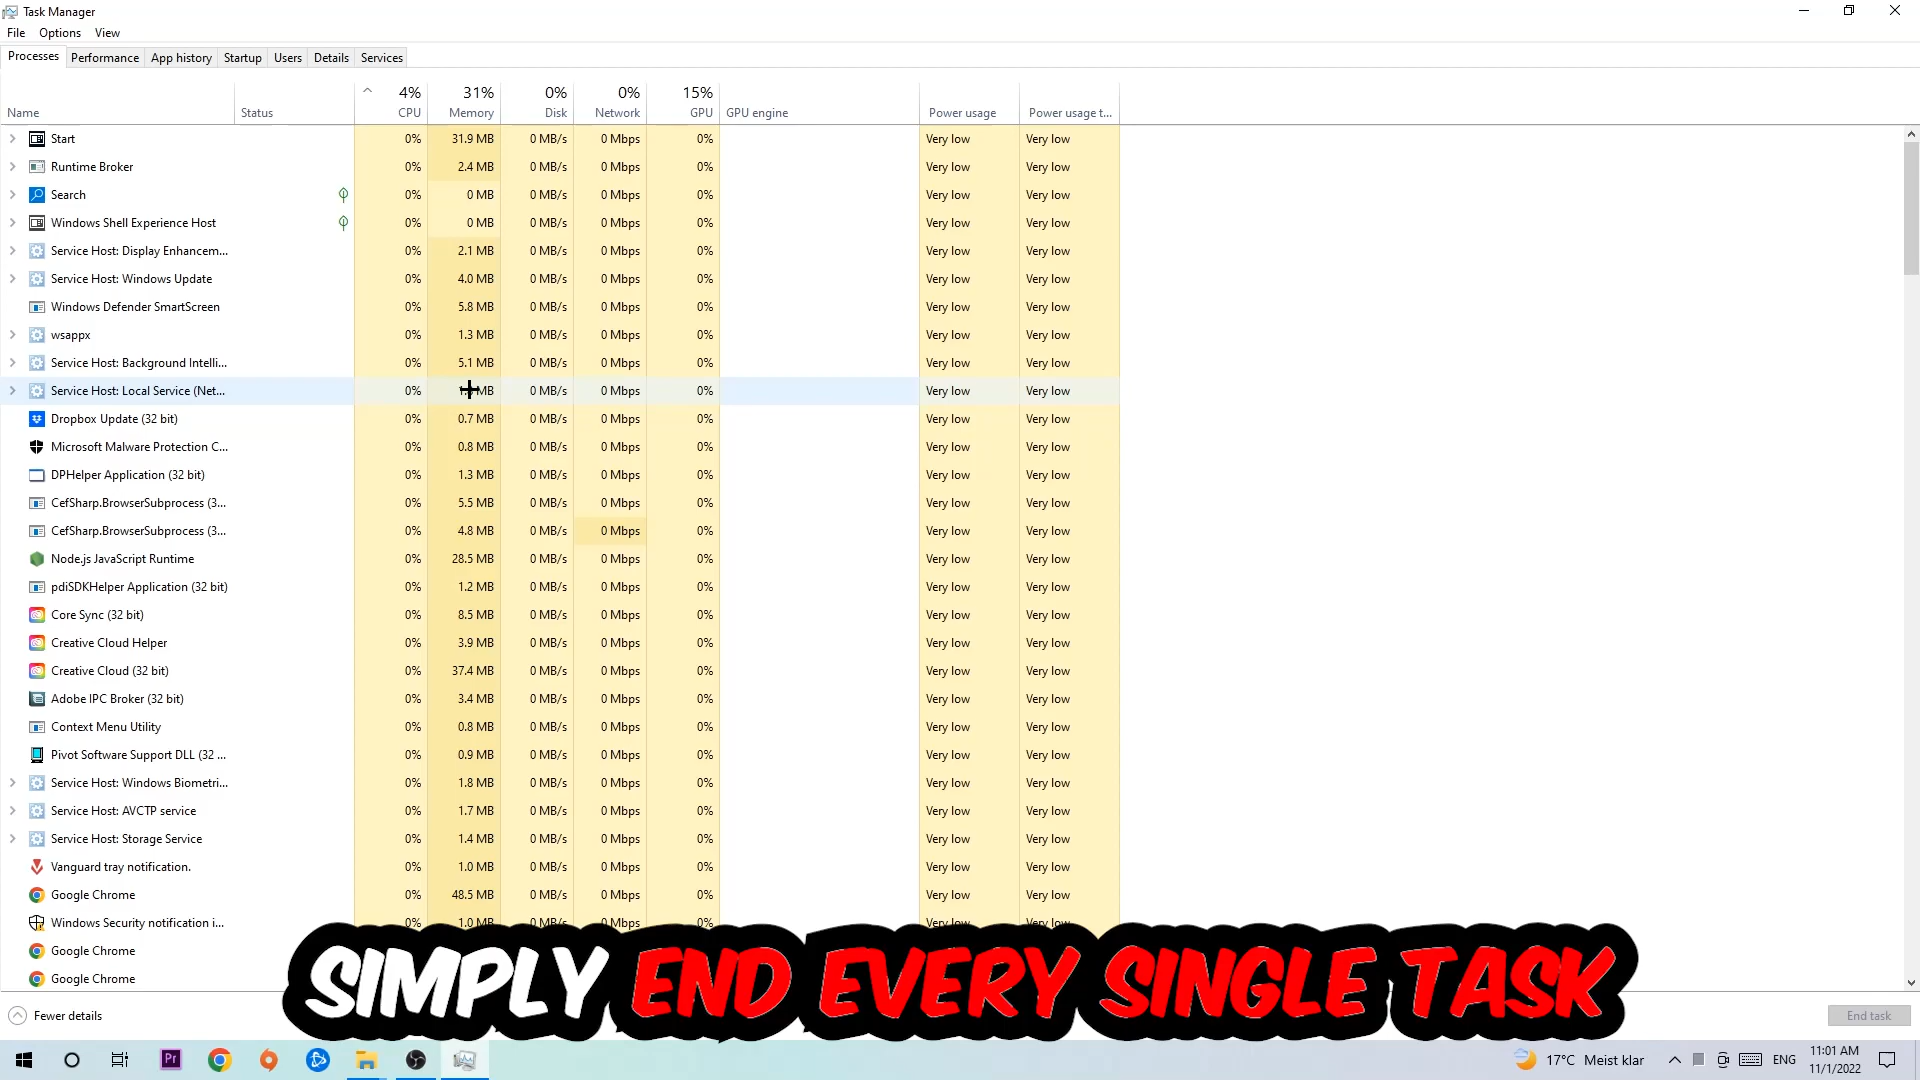 Task Manager
File Options View
Processes Performance App history Startup Users Details Services
4% 31% 0% 0% 15%
Name Status CPU Memory Disk Network GPU GPU engine Power usage Power usage t...
Start 0% 31.9 MB 0 MB/s 0 Mbps 0% Very low Very low
Runtime Broker 0% 2.4 MB 0 MB/s 0 Mbps 0% Very low Very low
Search 0% 0 MB 0 MB/s 0 Mbps 0% Very low Very low
Windows Shell Experience Host 0% 0 MB 0 MB/s 0 Mbps 0% Very low Very low
Service Host: Display Enhancem... 0% 2.1 MB 0 MB/s 0 Mbps 0% Very low Very low
Service Host: Windows Update 0% 4.0 MB 0 MB/s 0 Mbps 0% Very low Very low
Windows Defender SmartScreen 0% 5.8 MB 0 MB/s 0 Mbps 0% Very low Very low
wsappx 0% 1.3 MB 0 MB/s 0 Mbps 0% Very low Very low
Service Host: Background Intelli... 0% 5.1 MB 0 MB/s 0 Mbps 0% Very low Very low
Service Host: Local Service (Net... 0% MB 0 MB/s 0 Mbps 0% Very low Very low
Dropbox Update (32 bit) 0% 0.7 MB 0 MB/s 0 Mbps 0% Very low Very low
Microsoft Malware Protection C... 0% 0.8 MB 0 MB/s 0 Mbps 0% Very low Very low
DPHelper Application (32 bit) 0% 1.3 MB 0 MB/s 0 Mbps 0% Very low Very low
CefSharp.BrowserSubprocess (3... 0% 5.5 MB 0 MB/s 0 Mbps 0% Very low Very low
CefSharp.BrowserSubprocess (3... 0% 4.8 MB 0 MB/s 0 Mbps 0% Very low Very low
Node.js JavaScript Runtime 0% 28.5 MB 0 MB/s 0 Mbps 0% Very low Very low
pdiSDKHelper Application (32 bit) 0% 1.2 MB 0 MB/s 0 Mbps 0% Very low Very low
Core Sync (32 bit) 0% 8.5 MB 0 MB/s 0 Mbps 0% Very low Very low
Creative Cloud Helper 0% 3.9 MB 0 MB/s 0 Mbps 0% Very low Very low
Creative Cloud (32 bit) 0% 37.4 MB 0 MB/s 0 Mbps 0% Very low Very low
Adobe IPC Broker (32 bit) 0% 3.4 MB 0 MB/s 0 Mbps 0% Very low Very low
Context Menu Utility 0% 0.8 MB 0 MB/s 0 Mbps 0% Very low Very low
Pivot Software Support DLL (32 ... 0% 0.9 MB 0 MB/s 0 Mbps 0% Very low Very low
Service Host: Windows Biometri... 0% 1.8 MB 0 MB/s 0 Mbps 0% Very low Very low
Service Host: AVCTP service 0% 1.7 MB 0 MB/s 0 Mbps 0% Very low Very low
Service Host: Storage Service 0% 1.4 MB 0 MB/s 0 Mbps 0% Very low Very low
Vanguard tray notification. 0% 1.0 MB 0 MB/s 0 Mbps 0% Very low Very low
Google Chrome 0% 48.5 MB 0 MB/s 0 Mbps 0% Very low Very low
Windows Security notification i... 0% 1.0 MB 0 MB/s 0 Mbps 0% Very low Very low
Google Chrome
Google Chrome
SIMPLY END EVERY SINGLE TASK
Fewer details End task
Pr 17°C Meist klar ENG 11:01 AM
11/1/2022